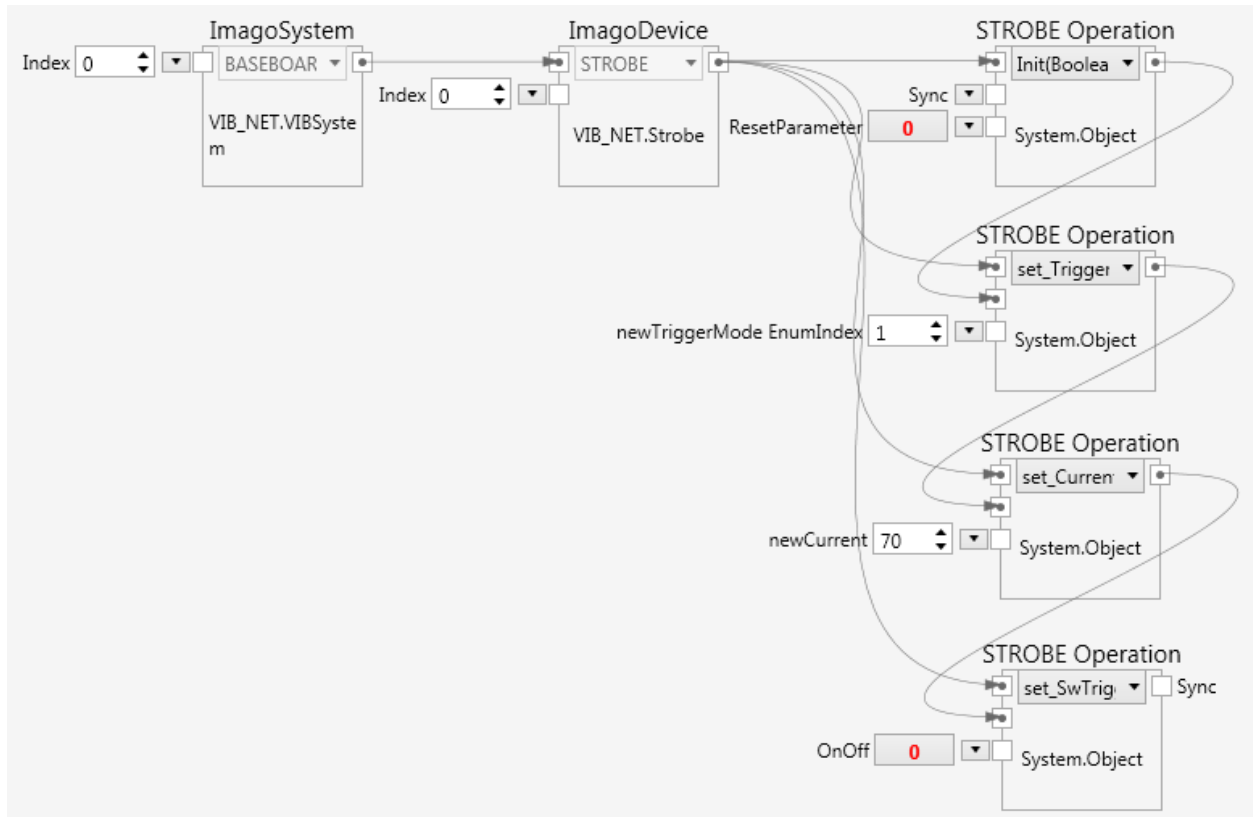 ImagoSystem
ImagoDevice
STROBE Operation
Index 0
BASEBOAR
STROBE
Init(Boolea
Index 0
Sync
VIB_NET.VIBSyste
m
VIB_NET.Strobe
ResetParameter 0
System.Object
STROBE Operation
set_Trigger
newTriggerMode EnumIndex 1
System.Object
STROBE Operation
set_Curren
newCurrent 70
System.Object
STROBE Operation
set_SwTrig
Sync
OnOff 0
System.Object